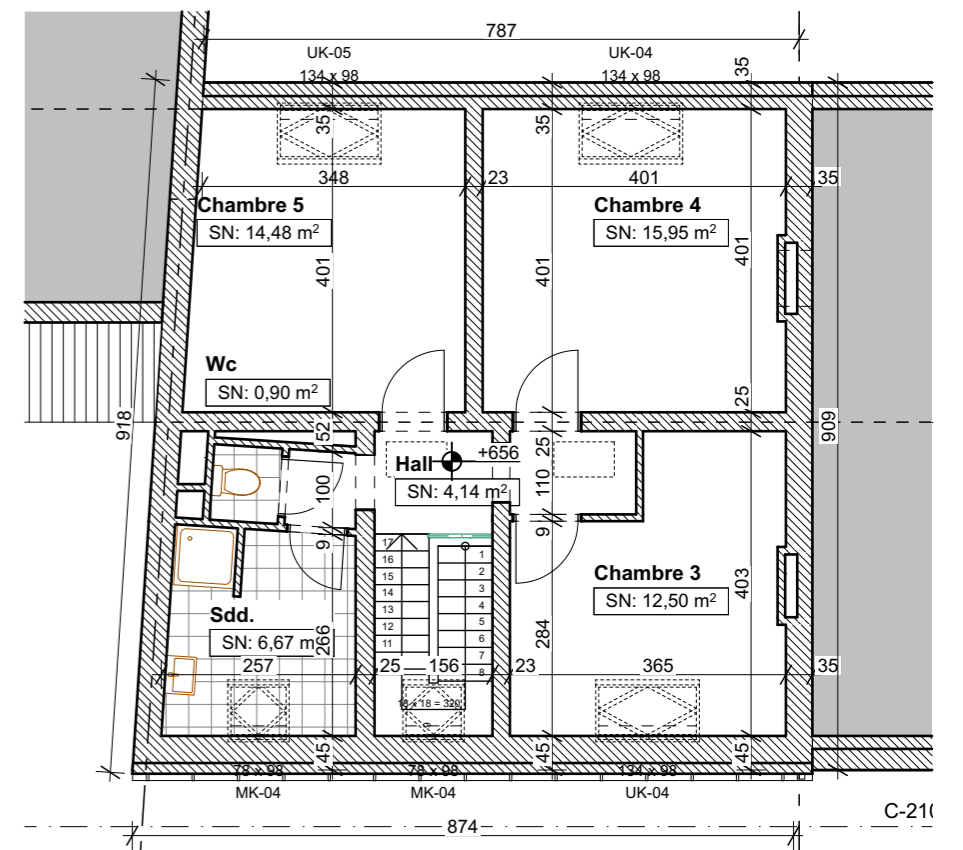 787
UK-05
UK-04
134 x 98
134 x 98
35
35
35
348
23
401
35
Chambre 5
SN: 14,48 m²
Chambre 4
SN: 15,95 m²
401
401
401
Wc
SN: 0,90 m²
918
909
25
52
25
+656
Hall
SN: 4,14 m²
100
110
9
9
17
16
15
14
13
12
11
1
2
3
4
5
6
7
8
Chambre 3
SN: 12,50 m²
403
Sdd.
SN: 6,67 m²
266
284
257
25
156
23
365
35
18 x 18 = 320
9
45
45
45
78 x 98
78 x 98
134 x 98
MK-04
MK-04
UK-04
C-210
874